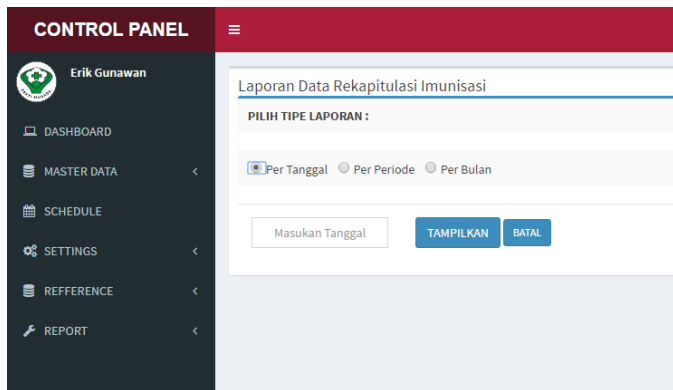 CONTROL PANEL
Erik Gunawan
DASHBOARD
MASTER DATA
SCHEDULE
SETTINGS
REFFERENCE
REPORT
Laporan Data Rekapitulasi Imunisasi
PILIH TIPE LAPORAN :
Per Tanggal Per Periode Per Bulan
Masukan Tanggal TAMPILKAN BATAL